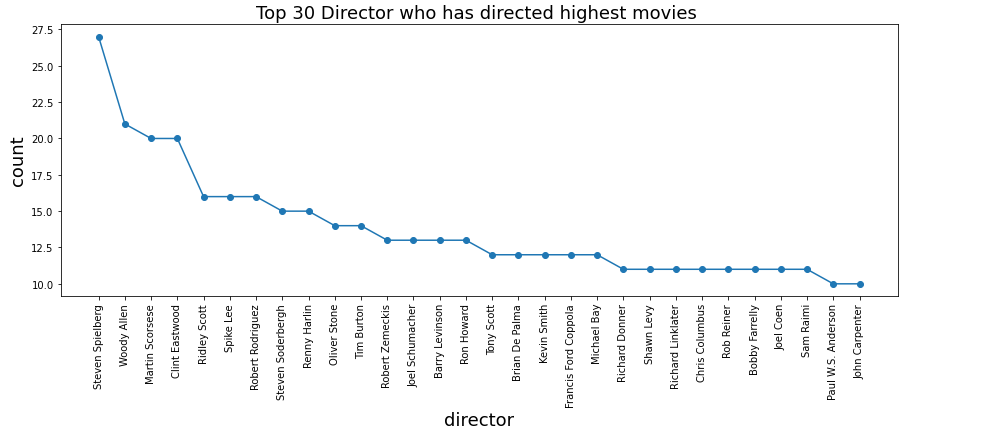 Top 30 Director who has directed highest movies
count
27.5
25.0
22.5
20.0
17.5
15.0
12.5
10.0
Steven Spielberg
Woody Allen
Martin Scorsese
Clint Eastwood
Ridley Scott
Spike Lee
Robert Rodriguez
Steven Soderbergh
Renny Harlin
Oliver Stone
Tim Burton
Robert Zemeckis
Joel Schumacher
Barry Levinson
Ron Howard
Tony Scott
Brian De Palma
Kevin Smith
Francis Ford Coppola
Michael Bay
Richard Donner
Shawn Levy
Richard Linklater
Chris Columbus
Rob Reiner
Bobby Farrelly
Joel Coen
Sam Raimi
Paul W.S. Anderson
John Carpenter
director